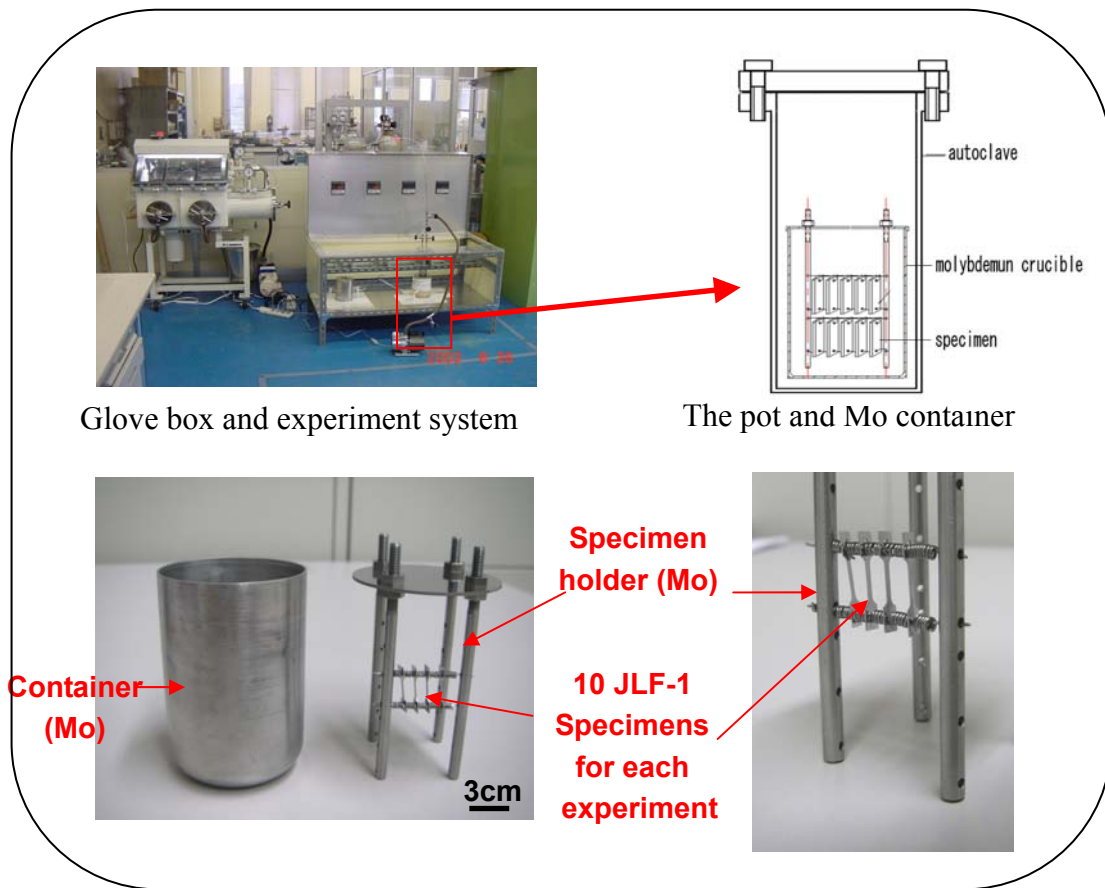 autoclave
molybdemun crucible
specimen
Glove box and experiment system
The pot and Mo container
Specimen
holder (Mo)
Container
(Mo)
10 JLF-1
Specimens
for each
experiment
3cm